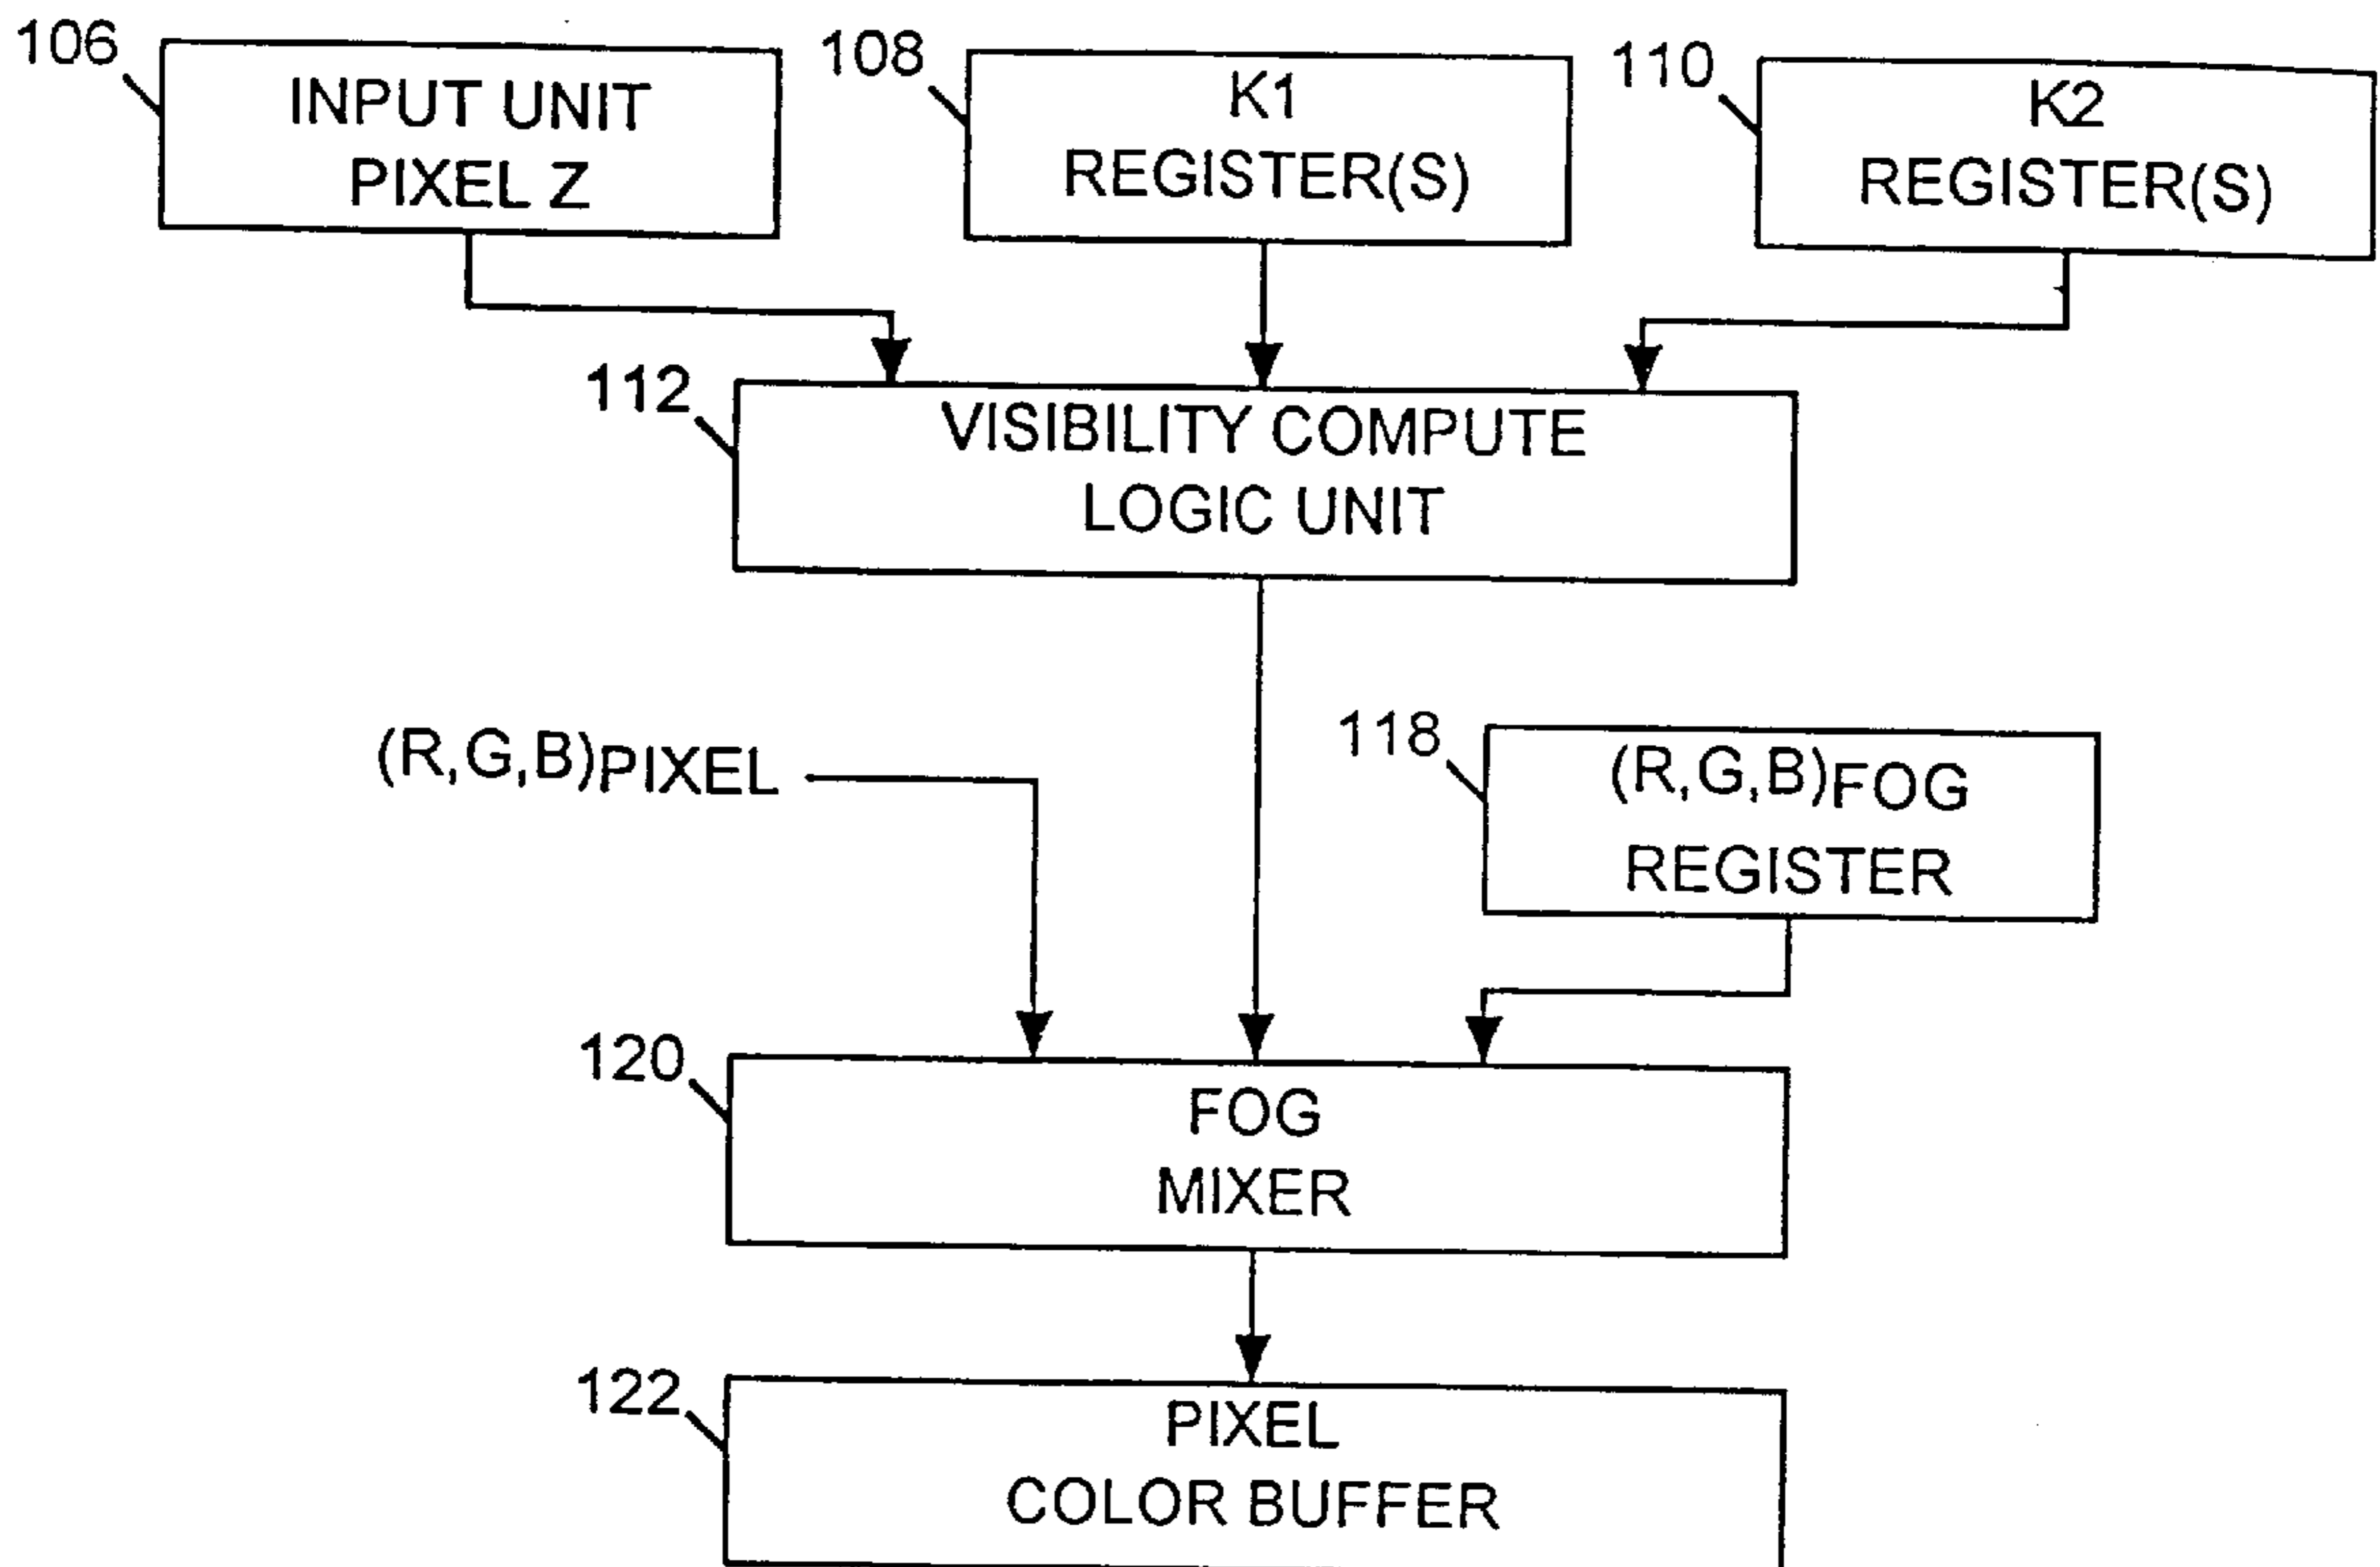 106
INPUT UNIT
PIXEL Z
108
K1
REGISTER(S)
110
K2
REGISTER(S)
112
VISIBILITY COMPUTE
LOGIC UNIT
(R,G,B)PIXEL
118
(R,G,B)FOG
REGISTER
120
FOG
MIXER
122
PIXEL
COLOR BUFFER